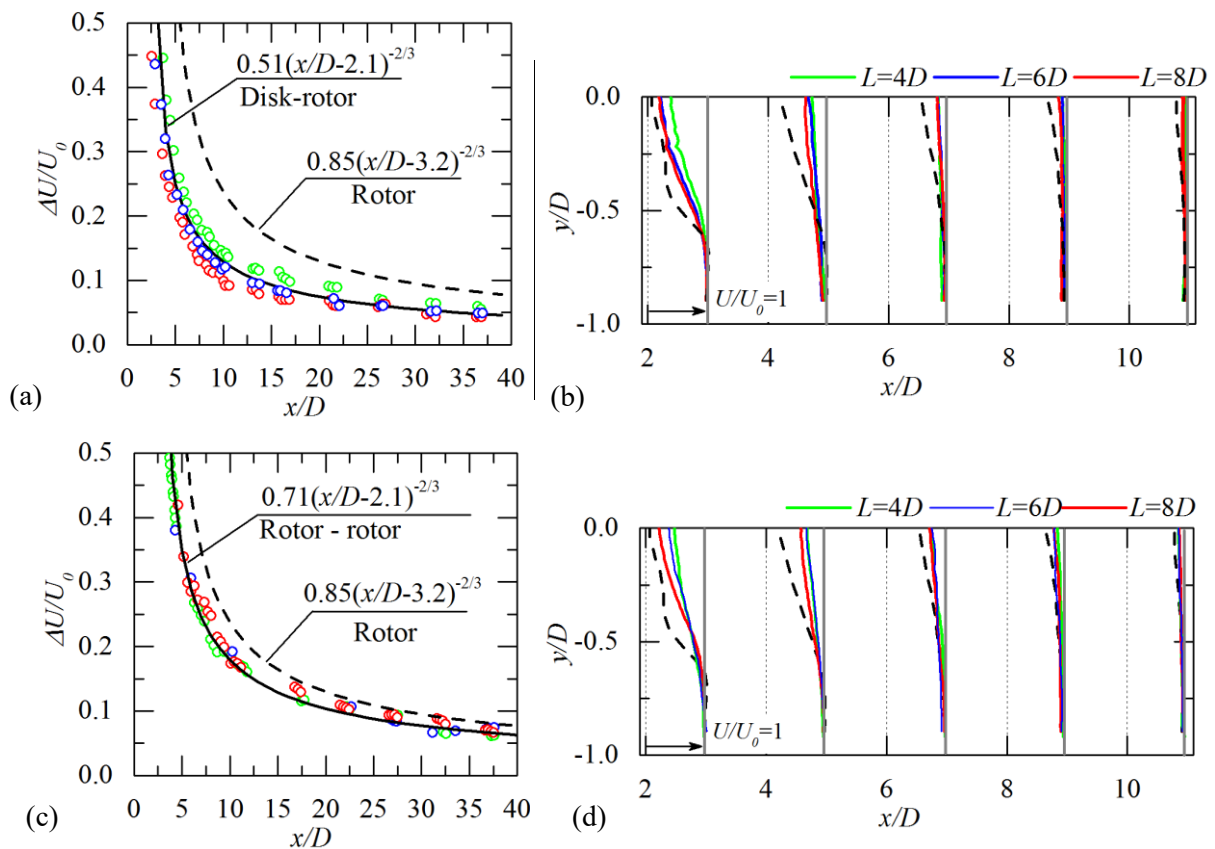 0.5
0.4
0.3
0.2
0.1
0.0
ΔU/U₀
0.51(x/D-2.1)⁻²/³
Disk-rotor
0.85(x/D-3.2)⁻²/³
Rotor
0 5 10 15 20 25 30 35 40
x/D
(a)
L=4D L=6D L=8D
0.0
-0.5
-1.0
y/D
U/U₀=1
2 4 6 8 10
x/D
(b)
0.5
0.4
0.3
0.2
0.1
0.0
ΔU/U₀
0.71(x/D-2.1)⁻²/³
Rotor - rotor
0.85(x/D-3.2)⁻²/³
Rotor
0 5 10 15 20 25 30 35 40
x/D
(c)
L=4D L=6D L=8D
0.0
-0.5
-1.0
y/D
U/U₀=1
2 4 6 8 10
x/D
(d)